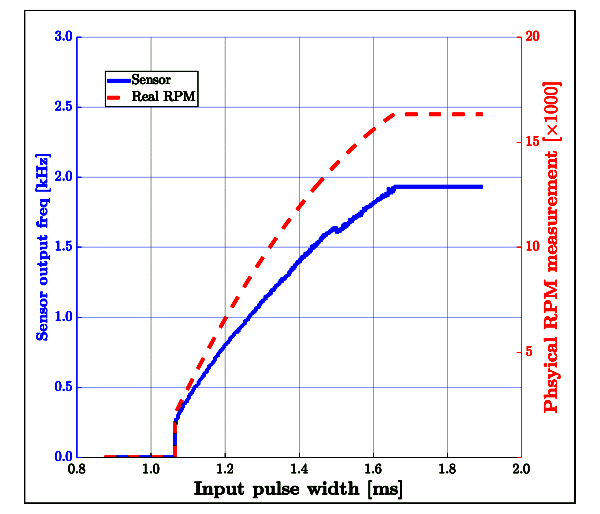 3.0
2.5
2.0
1.5
1.0
0.5
0.0
Sensor output freq [kHz]
Sensor
Real RPM
20
15
10
5
Phsyical RPM measurement [×1000]
0.8 1.0 1.2 1.4 1.6 1.8 2.0
Input pulse width [ms]